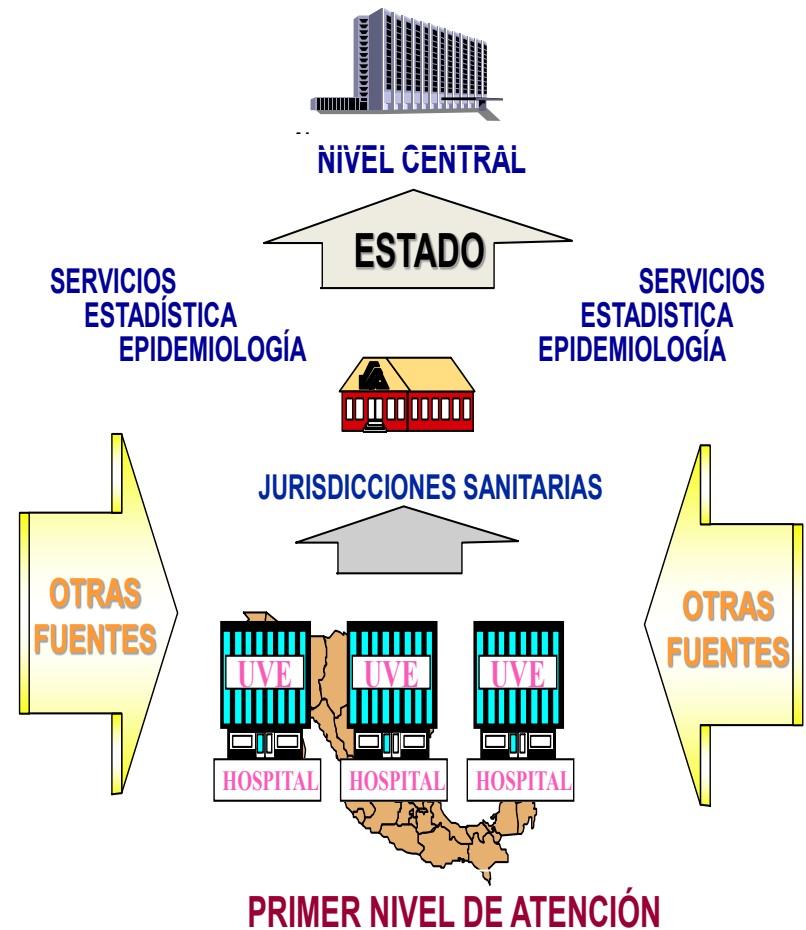 NIVEL CENTRAL
ESTADO
SERVICIOS
ESTADÍSTICA
EPIDEMIOLOGÍA
SERVICIOS
ESTADISTICA
EPIDEMIOLOGÍA
JURISDICCIONES SANITARIAS
OTRAS
FUENTES
OTRAS
FUENTES
UVE
UVE
UVE
HOSPITAL
HOSPITAL
HOSPITAL
PRIMER NIVEL DE ATENCIÓN